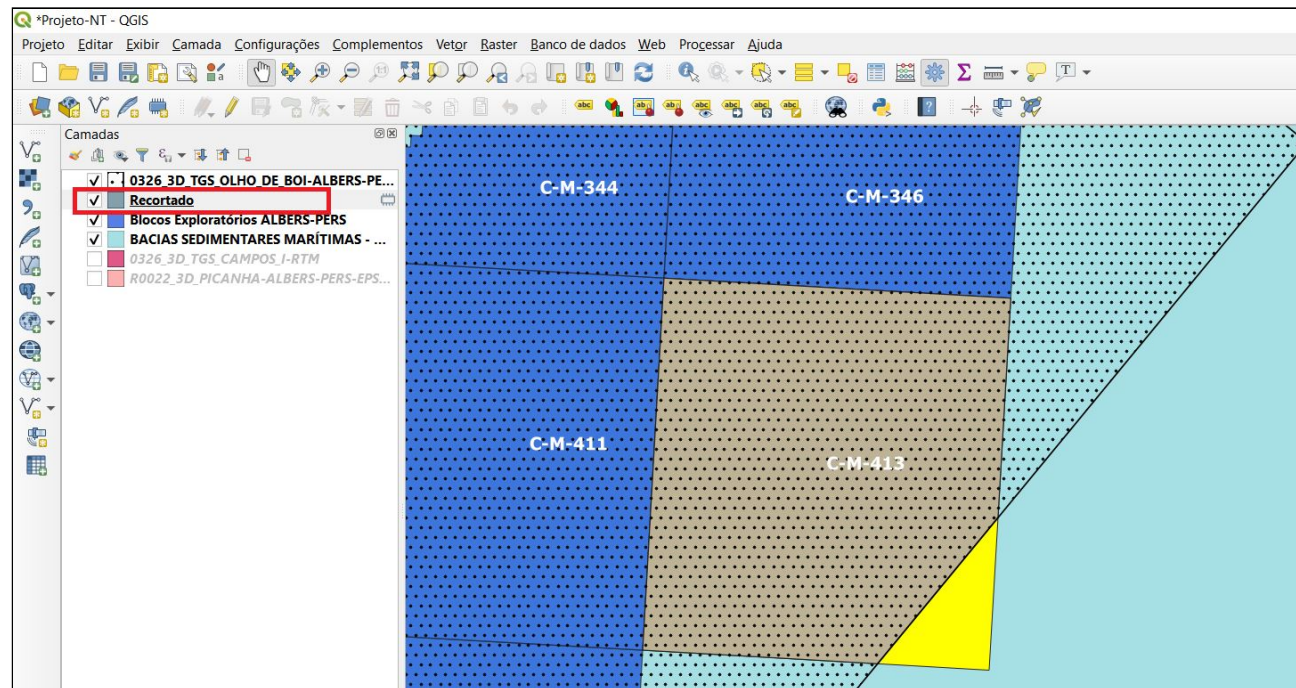 *Projeto-NT - QGIS
Projeto Editar Exibir Camada Configurações Complementos Vetor Raster Banco de dados Web Processar Ajuda
Camadas
0326_3D_TGS_OLHO_DE_BOI-ALBERS-PE...
Recortado
Blocos Exploratórios ALBERS-PERS
BACIAS SEDIMENTARES MARÍTIMAS - ...
0326_3D_TGS_CAMPOS_I-RTM
R0022_3D_PICANHA-ALBERS-PERS-EPS...
C-M-344
C-M-346
C-M-411
C-M-413